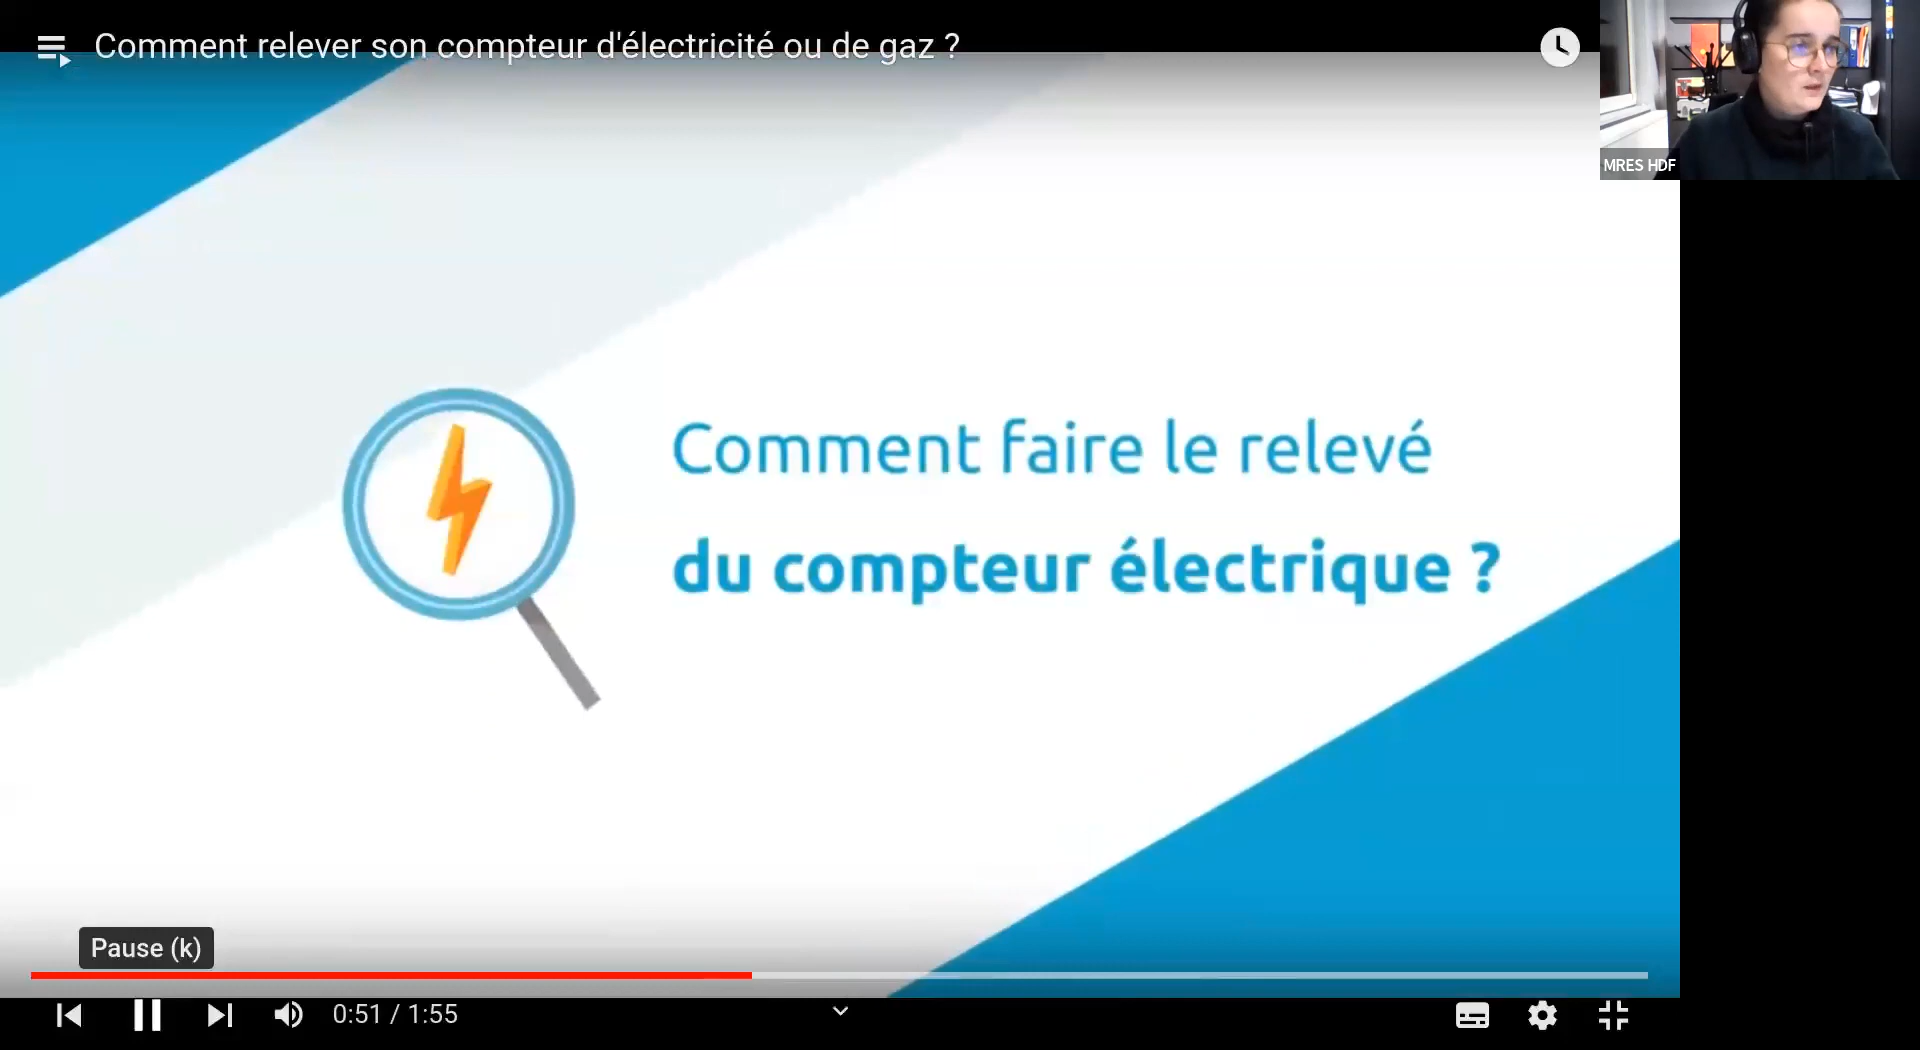 Comment relever son compteur d'électricité ou de gaz ?
MRES HDF
Comment faire le relevé
du compteur électrique ?
Pause (k)
0:51 / 1:55